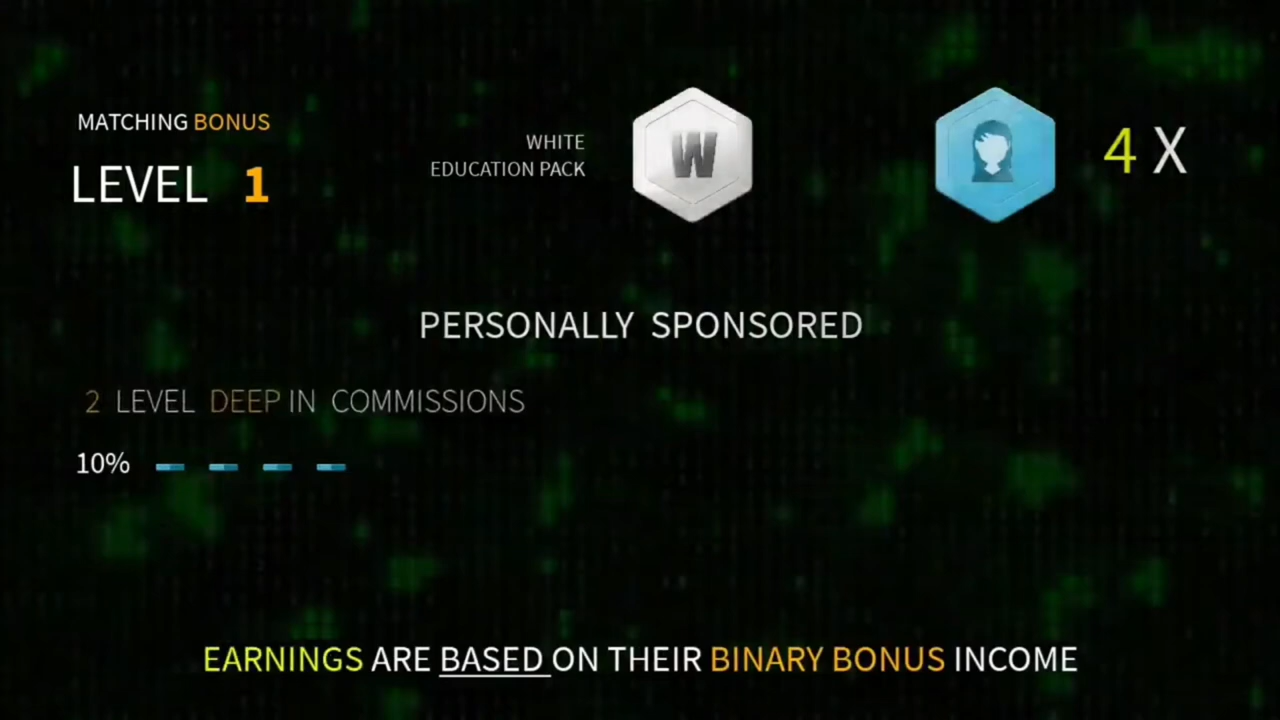 MATCHING BONUS
LEVEL 1
WHITE
EDUCATION PACK
W
4 X
PERSONALLY SPONSORED
2 LEVEL DEEP IN COMMISSIONS
10%
EARNINGS ARE BASED ON THEIR BINARY BONUS INCOME